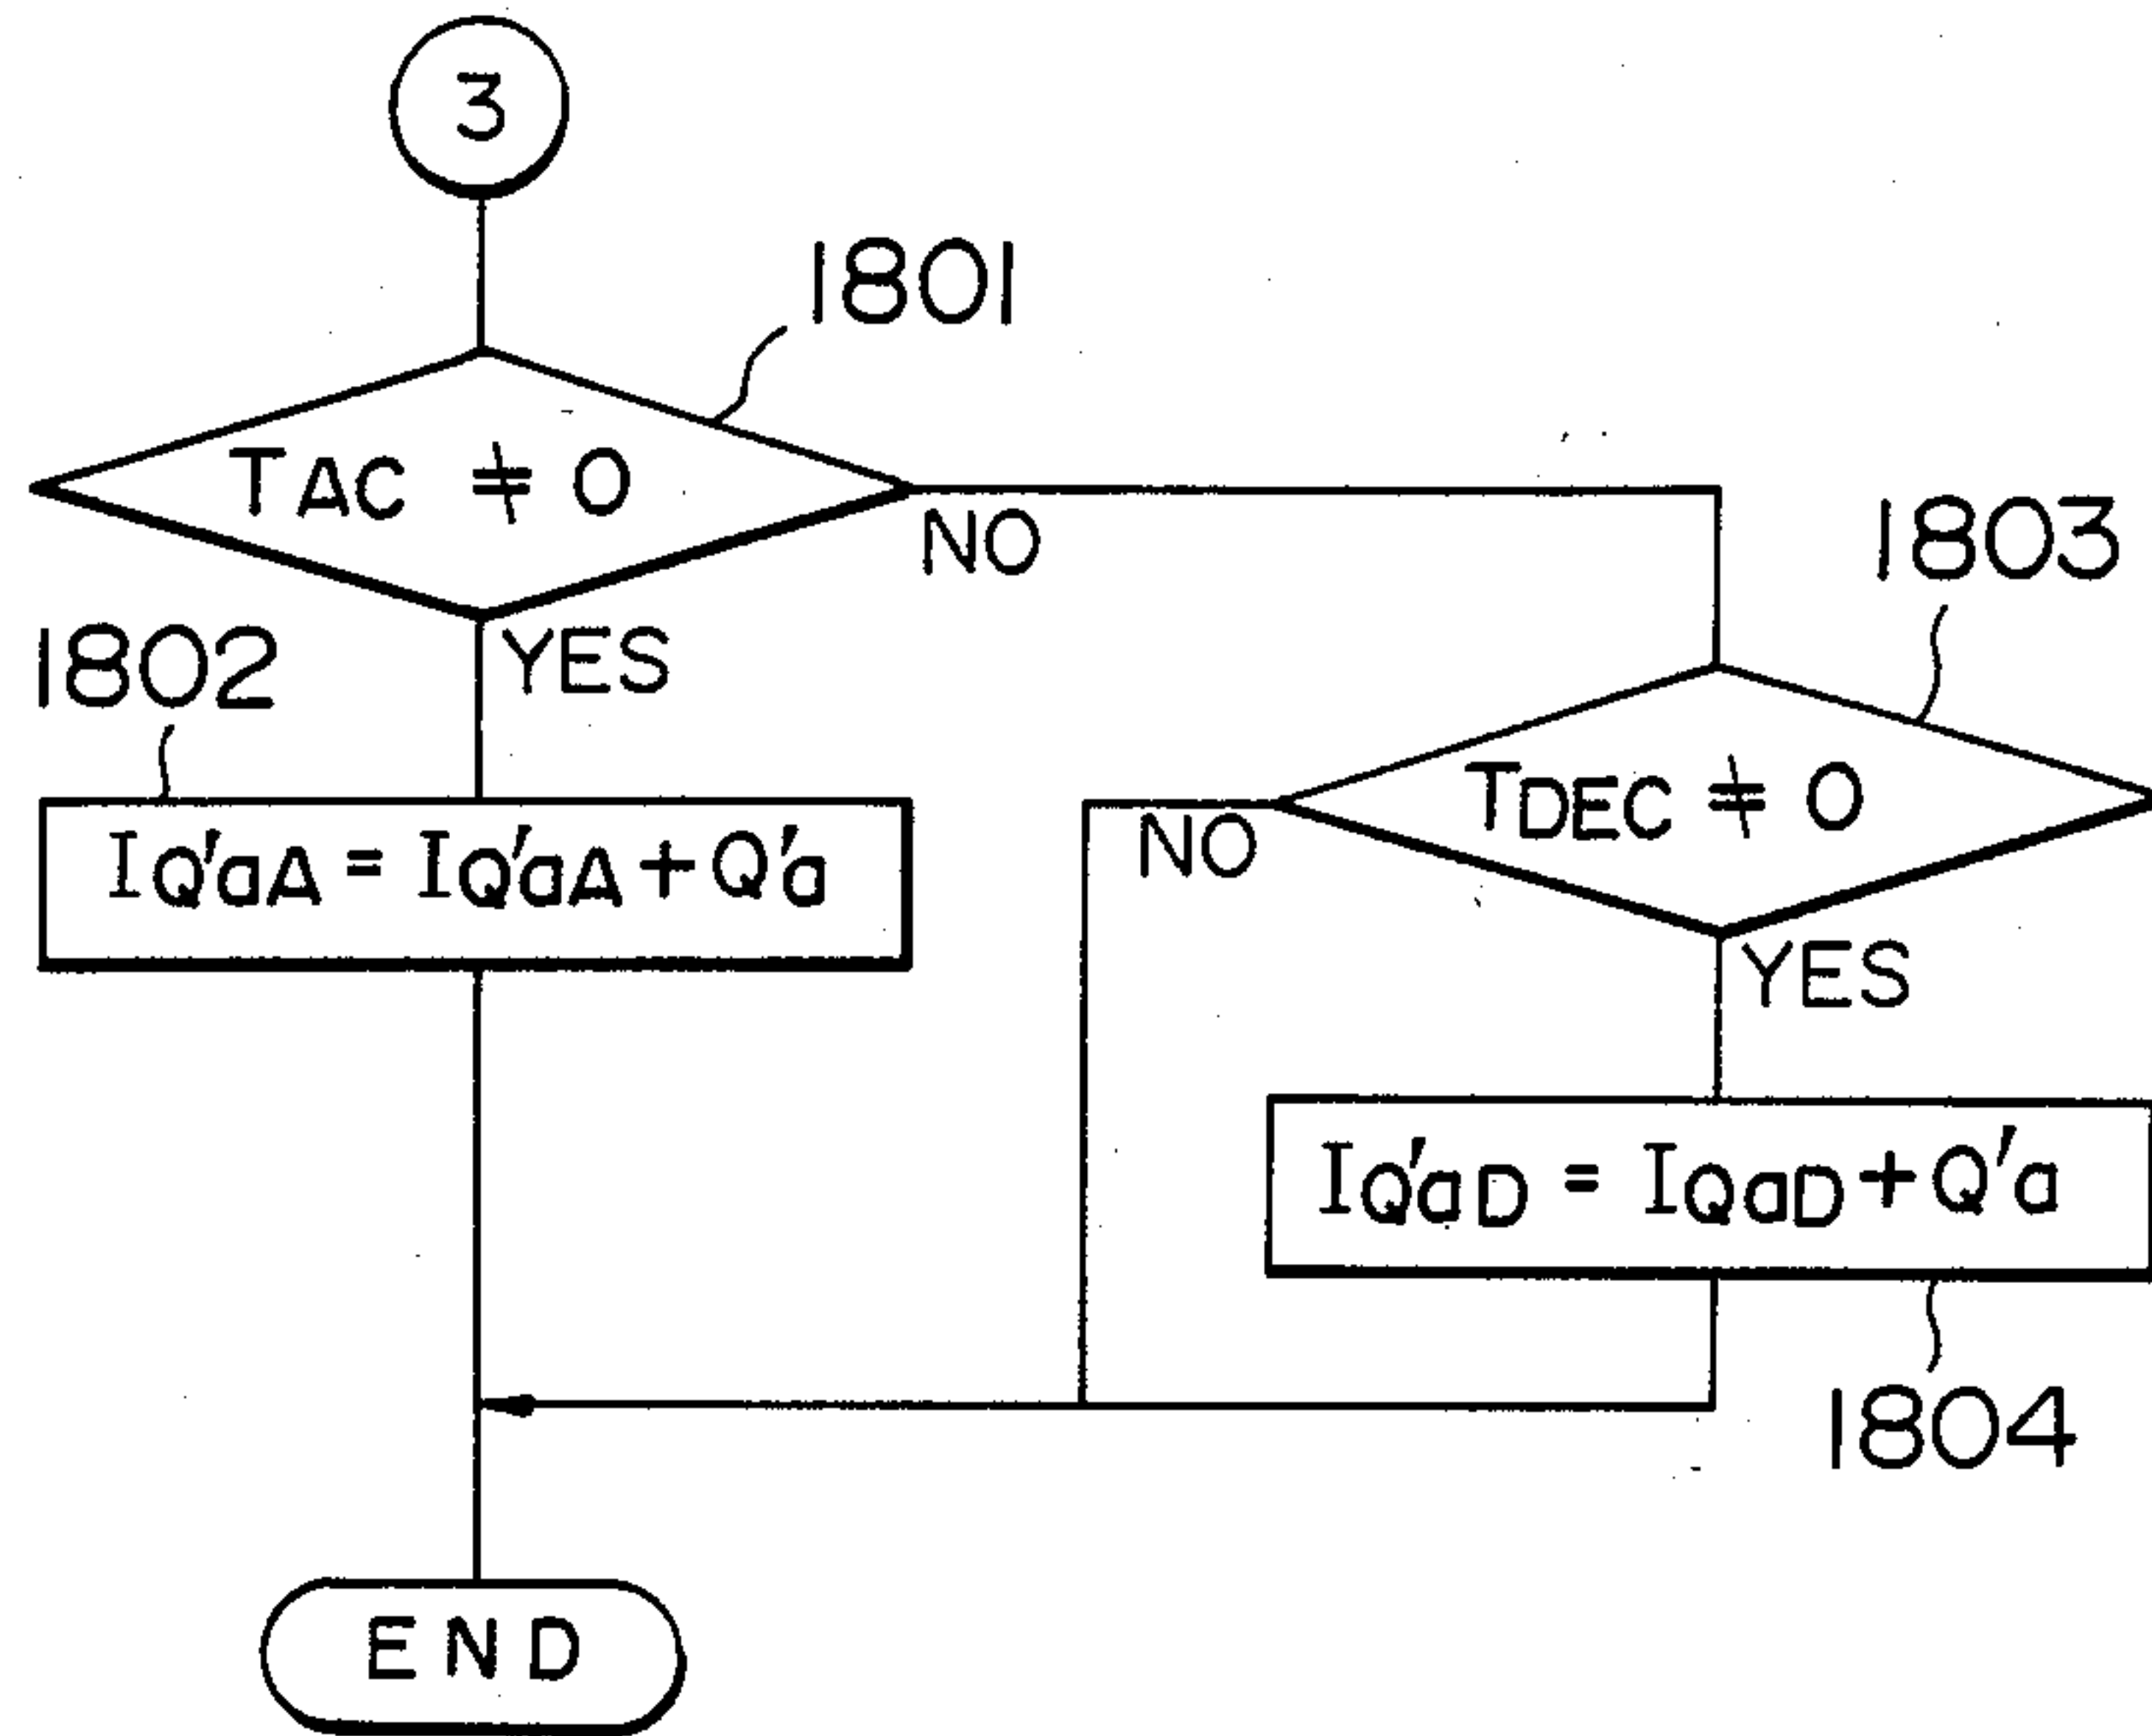 3
1801
TAC ≠ 0
NO
1803
1802
YES
TDEC ≠ 0
NO
IQ'aA = IQ'aA + Q'a
YES
IQ'aD = IQaD + Q'a
1804
END